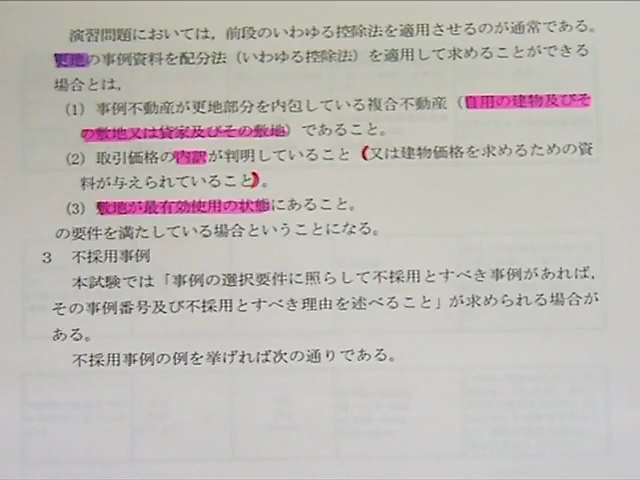 演習問題においては，前段のいわゆる控除法を適用させるのが通常である。
更地の事例資料を配分法（いわゆる控除法）を適用して求めることができる
場合とは，
(1) 事例不動産が更地部分を内包している複合不動産（自用の建物及びそ
の敷地又は貸家及びその敷地）であること。
(2) 取引価格の内訳が判明していること（又は建物価格を求めるための資
料が与えられていること）。
(3) 敷地が最有効使用の状態にあること。
の要件を満たしている場合ということになる。
3 不採用事例
本試験では「事例の選択要件に照らして不採用とすべき事例があれば，
その事例番号及び不採用とすべき理由を述べること」が求められる場合が
ある。
不採用事例の例を挙げれば次の通りである。